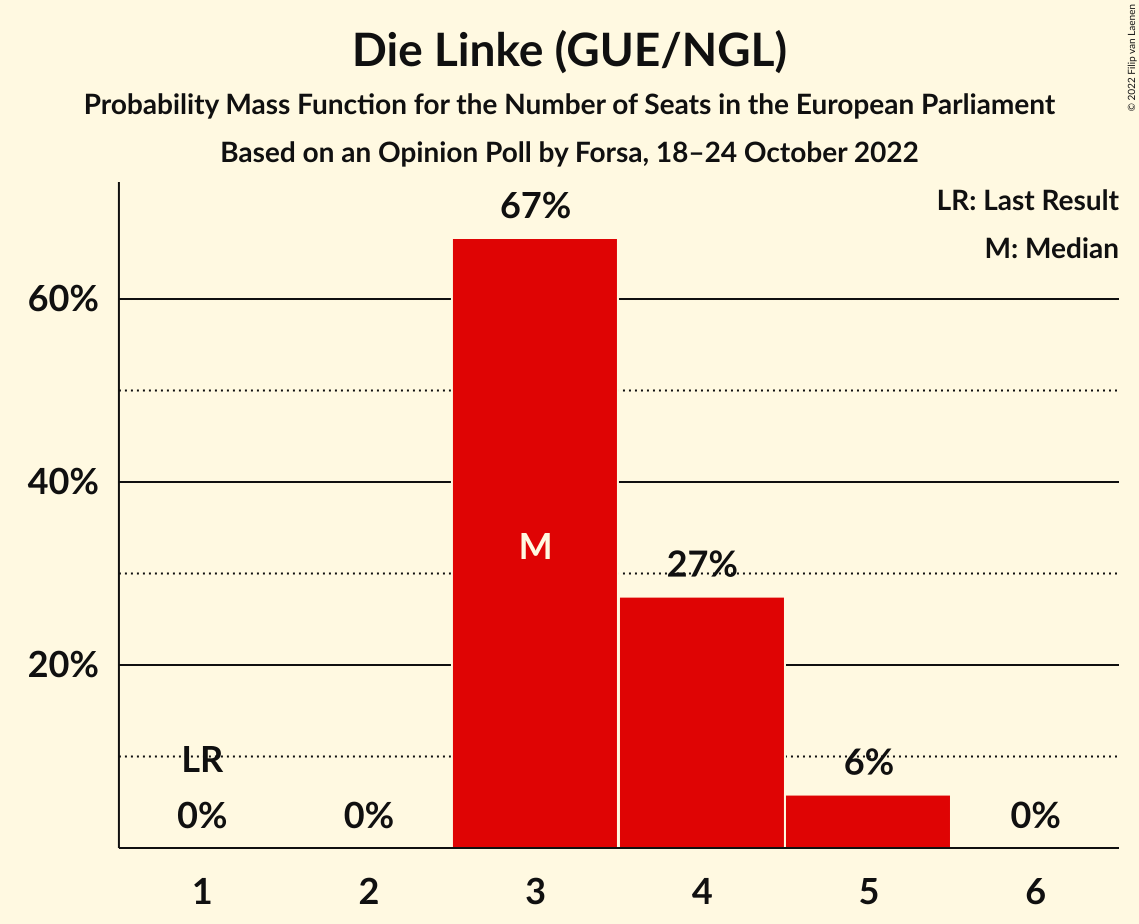 Die Linke (GUE/NGL)
Probability Mass Function for the Number of Seats in the European Parliament
Based on an Opinion Poll by Forsa, 18–24 October 2022
© 2022 Filip van Laenen
LR: Last Result
M: Median
67%
60%
40%
M
27%
20%
LR
6%
0%
0%
0%
1
2
3
4
5
6